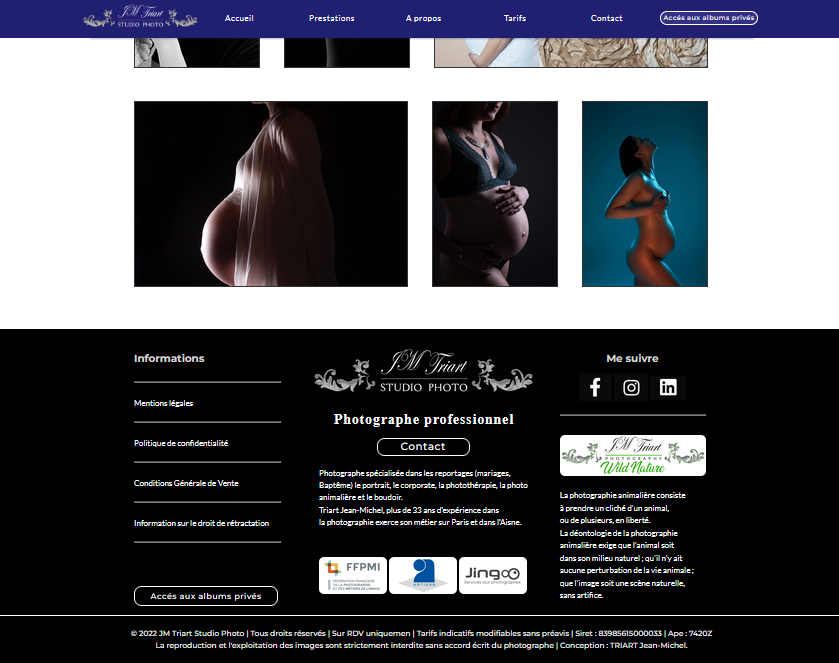 JM Triart
STUDIO PHOTO
Accueil
Prestations
A propos
Tarifs
Contact
Accés aux albums privés
Informations
Mentions légales
Politique de confidentialité
Conditions Générale de Vente
Information sur le droit de rétractation
Accés aux albums privés
JM Triart
STUDIO PHOTO
Photographe professionnel
Contact
Photographe spécialisée dans les reportages (mariages,
Baptême) le portrait, le corporate, la photothérapie, la photo
animalière et le boudoir.
Triart Jean-Michel, plus de 33 ans d'expérience dans
la photographie exerce son métier sur Paris et dans l'Aisne.
FFPMI
FÉDÉRATION FRANÇAISE
DE LA PHOTOGRAPHIE
ET DES MÉTIERS DE L'IMAGE
ARTISAN
Jingoo
Services aux photographes
Me suivre
JM Triart
PHOTOGRAPHY
Wild Nature
La photographie animalière consiste
à prendre un cliché d'un animal,
ou de plusieurs, en liberté.
La déontologie de la photographie
animalière exige que l'animal soit
dans son milieu naturel ; qu'il n'y ait
aucune perturbation de la vie animale ;
que l'image soit une scène naturelle,
sans artifice.
© 2022 JM Triart Studio Photo | Tous droits réservés | Sur RDV uniquemen | Tarifs indicatifs modifiables sans préavis | Siret : 83985615000033 | Ape : 7420Z
La reproduction et l'exploitation des images sont strictement interdite sans accord écrit du photographe | Conception : TRIART Jean-Michel.